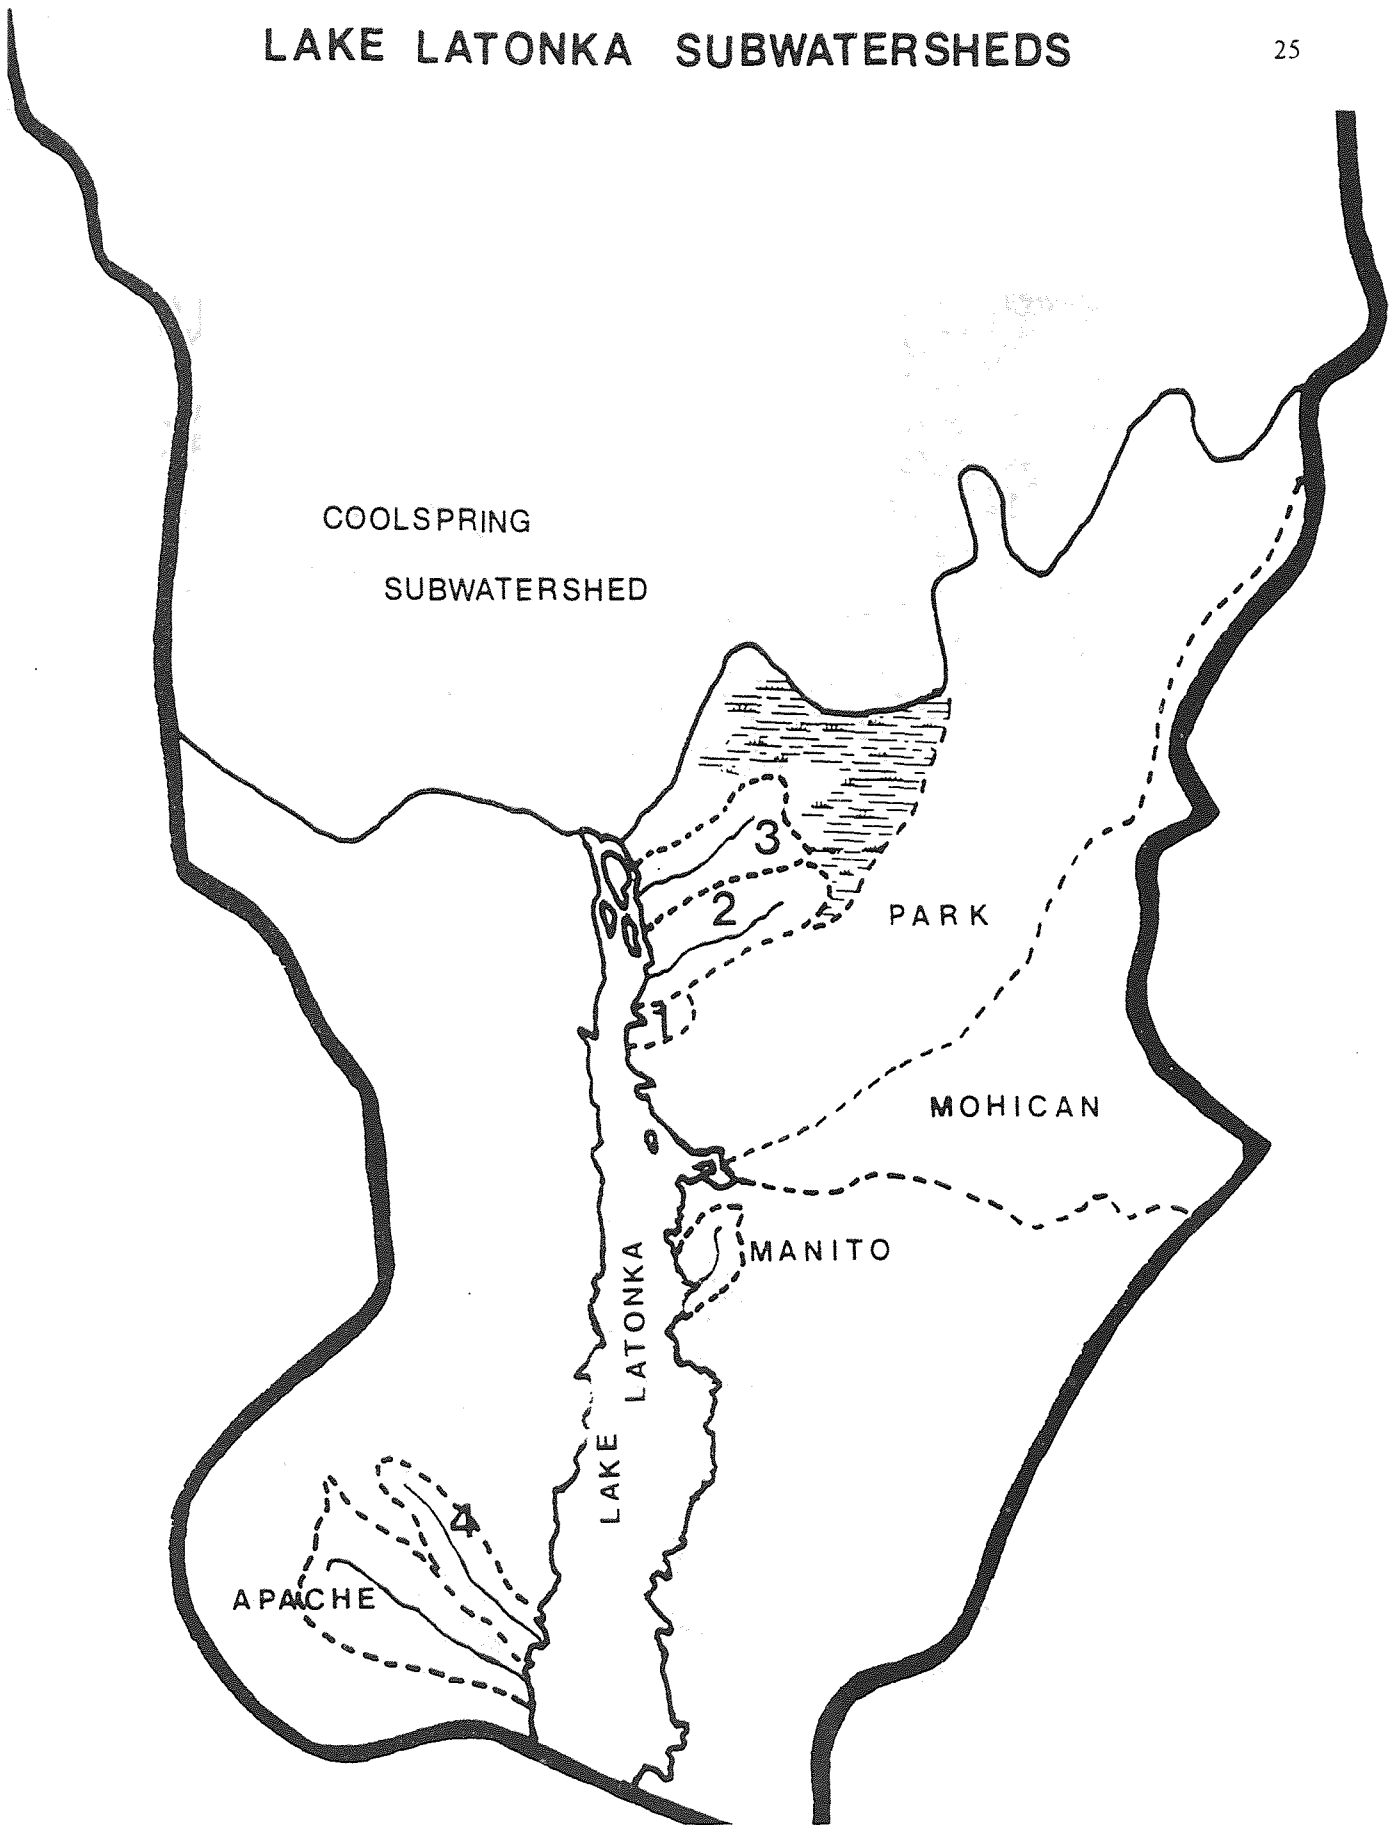 LAKE LATONKA SUBWATERSHEDS
25
COOLSPRING
SUBWATERSHED
3
2
PARK
1
MOHICAN
MANITO
LAKE LATONKA
4
APACHE